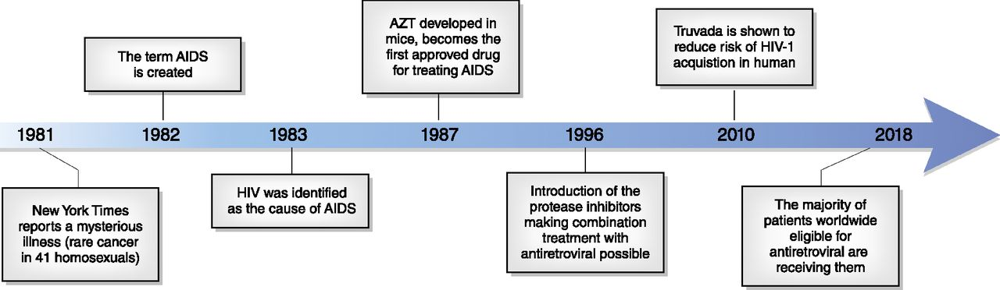 AZT developed in
mice, becomes the
first approved drug
for treating AIDS
Truvada is shown to
reduce risk of HIV-1
acquistion in human
The term AIDS
is created
1981 1982 1983 1987 1996 2010 2018
New York Times
reports a mysterious
illness (rare cancer
in 41 homosexuals)
HIV was identified
as the cause of AIDS
Introduction of the
protease inhibitors
making combination
treatment with
antiretroviral possible
The majority of
patients worldwide
eligible for
antiretroviral are
receiving them